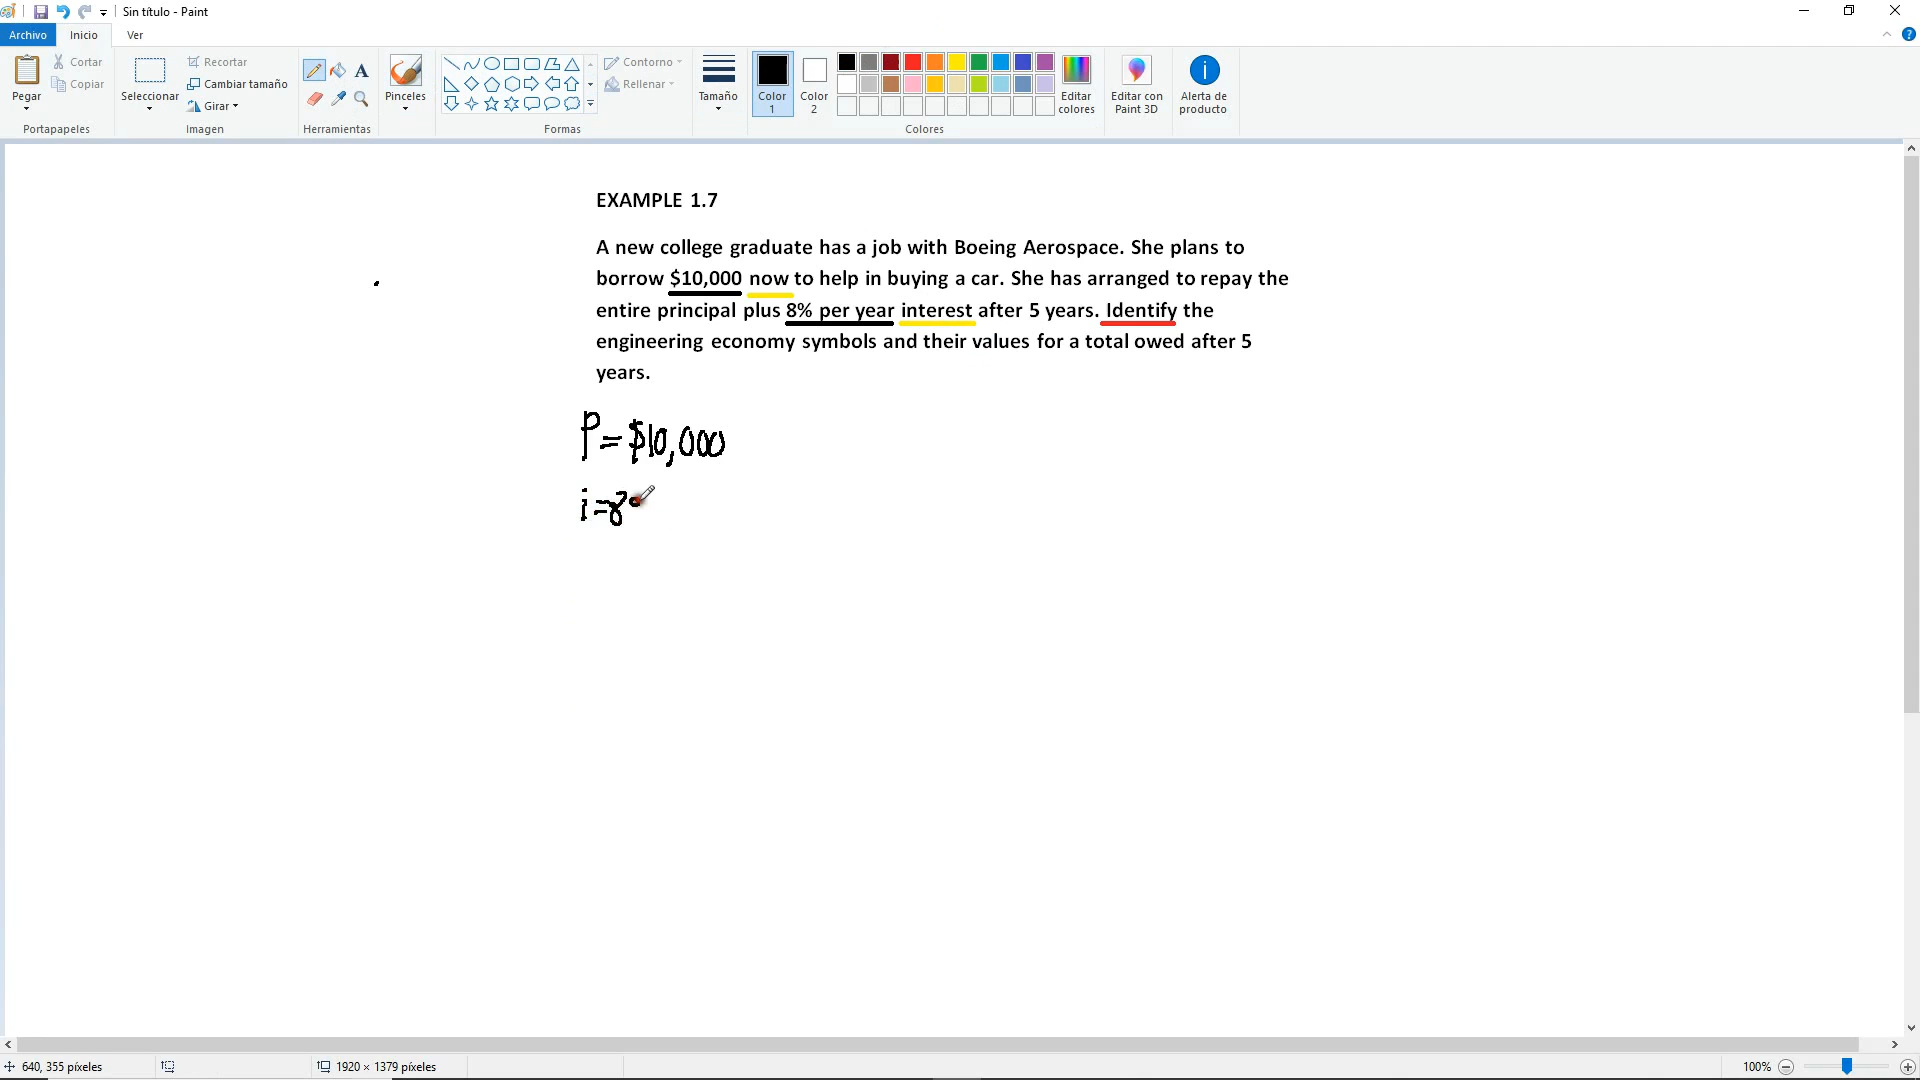 Sin título - Paint
Archivo Inicio Ver
Pegar
Cortar
Copiar
Portapapeles
Seleccionar
Recortar
Cambiar tamaño
Girar
Imagen
A
Herramientas
Pinceles
Contorno
Rellenar
Formas
Tamaño
Color 1
Color 2
Editar colores
Colores
Editar con Paint 3D
Alerta de producto
EXAMPLE 1.7
A new college graduate has a job with Boeing Aerospace. She plans to
borrow $10,000 now to help in buying a car. She has arranged to repay the
entire principal plus 8% per year interest after 5 years. Identify the
engineering economy symbols and their values for a total owed after 5
years.
P = $10,000
i = 8
640, 355 píxeles
1920 × 1379 píxeles
100%